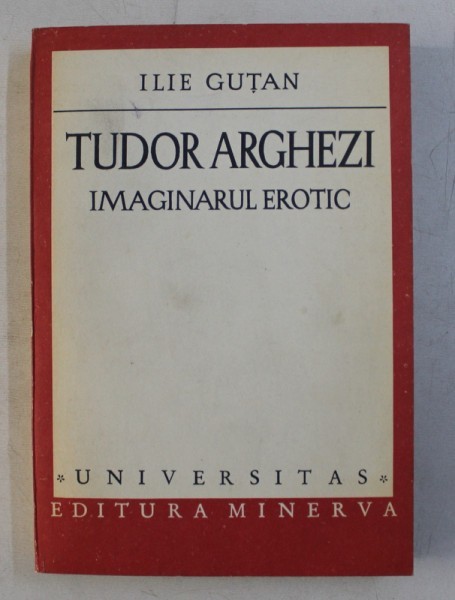 ILIE GUȚAN
TUDOR ARGHEZI
IMAGINARUL EROTIC
* UNIVERSITAS *
EDITURA MINERVA